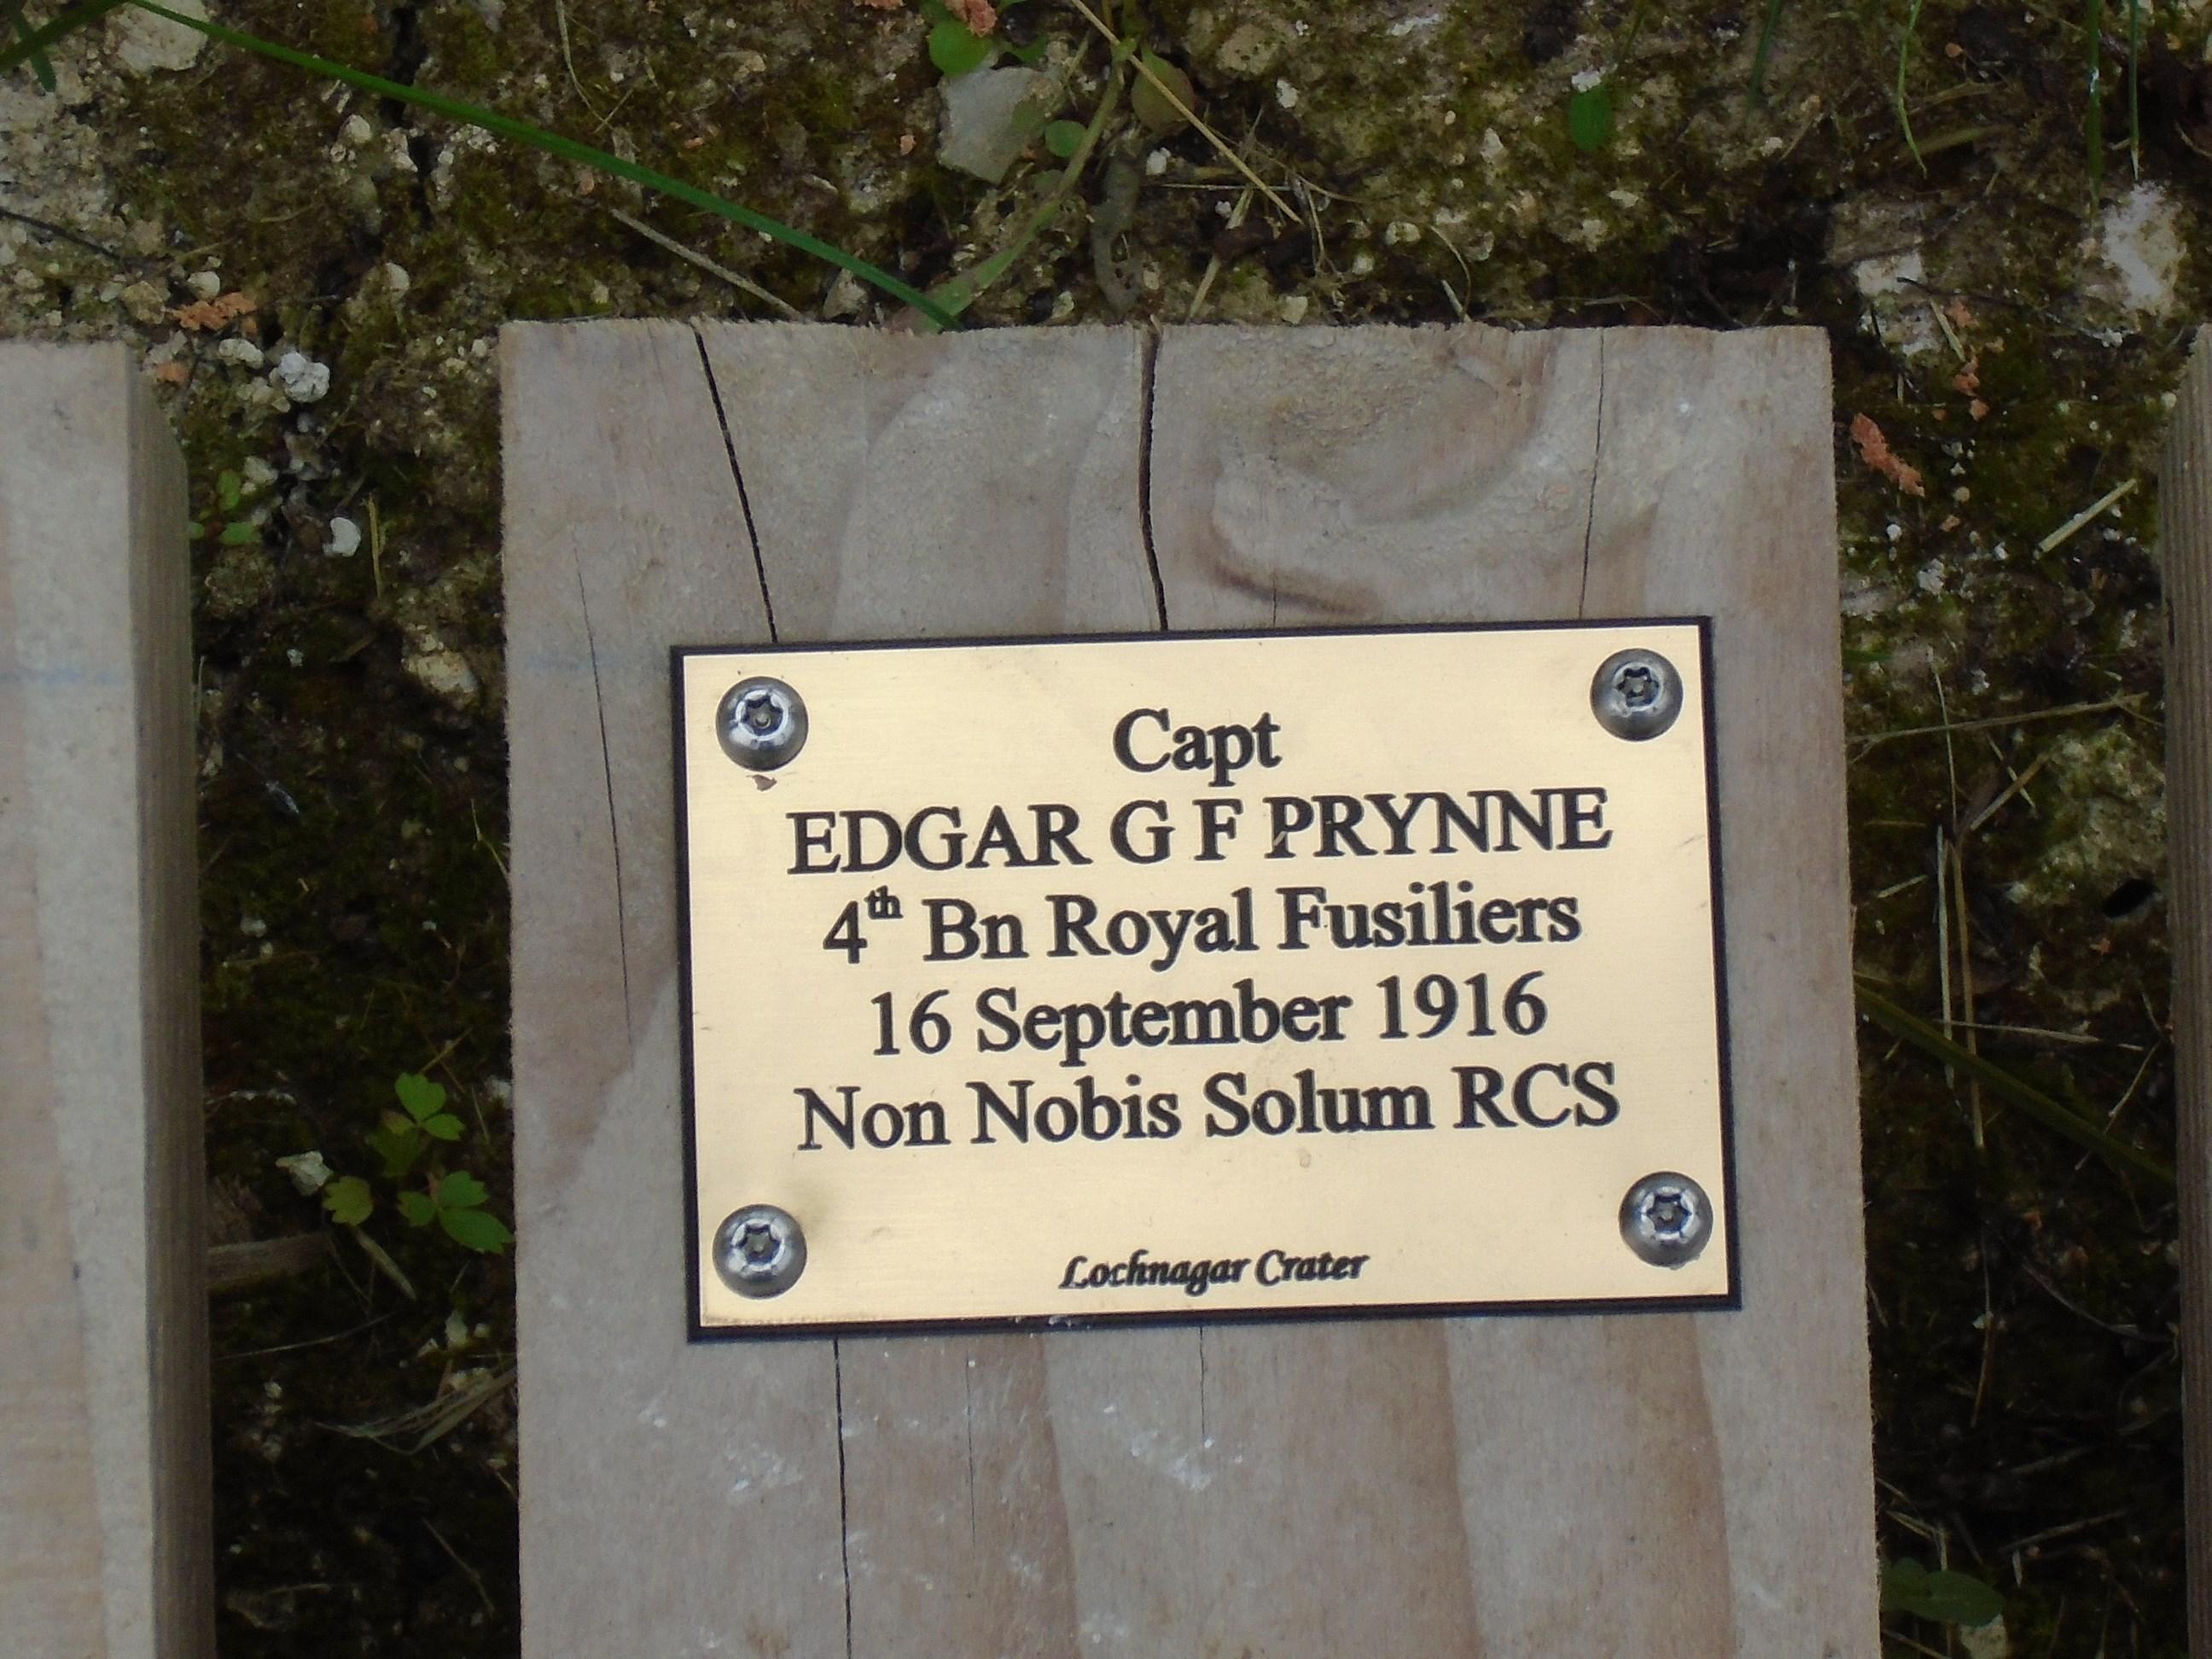 Capt
EDGAR G F PRYNNE
4th Bn Royal Fusiliers
16 September 1916
Non Nobis Solum RCS
Lochnagar Crater